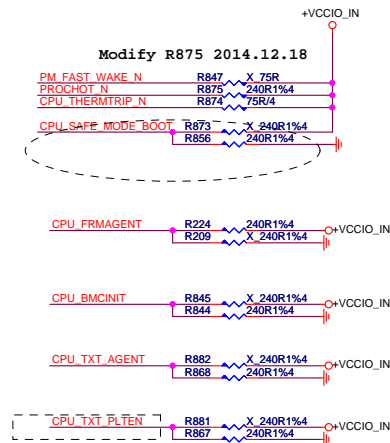 +VCCIO_IN
Modify R875 2014.12.18
PM_FAST_WAKE_N R847 X_75R
PROCHOT_N R875 240R1%4
CPU_THERMTRIP_N R874 75R/4
CPU_SAFE_MODE_BOOT R873 X_240R1%4
R856 240R1%4
CPU_FRMAGENT R224 240R1%4 +VCCIO_IN
R209 X_240R1%4
CPU_BMCINIT R845 X_240R1%4 +VCCIO_IN
R844 240R1%4
CPU_TXT_AGENT R882 X_240R1%4 +VCCIO_IN
R868 240R1%4
CPU_TXT_PLTEN R881 X_240R1%4 +VCCIO_IN
R867 240R1%4